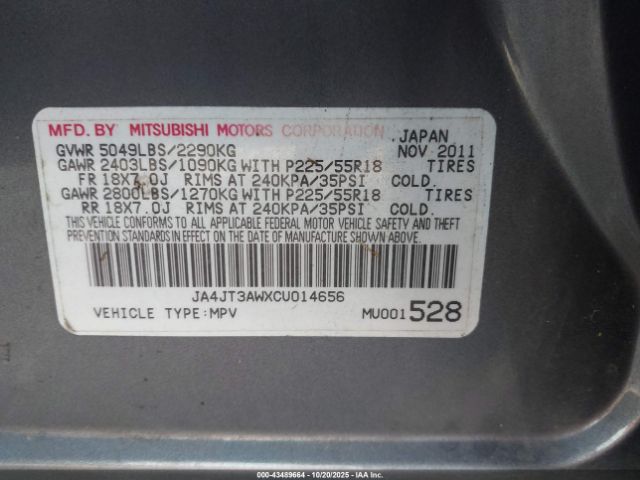 MFD. BY MITSUBISHI MOTORS CORPORATION JAPAN
GVWR 5049LBS/2290KG NOV 2011
GAWR 2403LBS/1090KG WITH P225/55R18 TIRES
FR 18X7.0J RIMS AT 240KPA/35PSI COLD.
GAWR 2800LBS/1270KG WITH P225/55R18 TIRES
RR 18X7.0J RIMS AT 240KPA/35PSI COLD.
THIS VEHICLE CONFORMS TO ALL APPLICABLE FEDERAL MOTOR VEHICLE SAFETY AND THEFT
PREVENTION STANDARDS IN EFFECT ON THE DATE OF MANUFACTURE SHOWN ABOVE.
JA4JT3AWXCU014656
VEHICLE TYPE:MPV MU001 528
000 - 43489664 - 10/20/2025 - IAA, Inc.